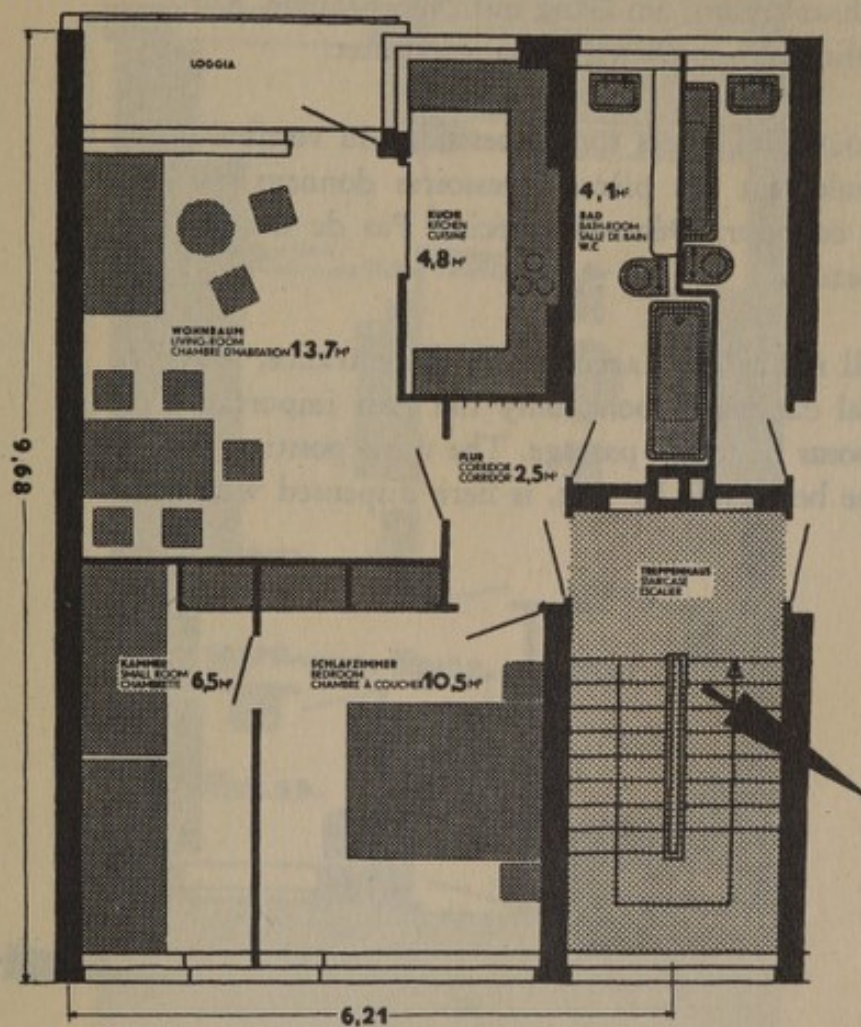 LOGGIA
KUCHE
KITCHEN
CUISINE
4,8 M²
4,1 M²
BAD
BATH-ROOM
SALLE DE BAIN
W.C
WOHNRAUM
LIVING-ROOM
CHAMBRE D'HABITATION 13,7 M²
FLUR
CORRIDOR
CORRIDOR 2,5 M²
9,68
TREPPENHAUS
STAIRCASE
ESCALIER
KAMMER
SMALL ROOM
CHAMBRETTE 6,5 M²
SCHLAFZIMMER
BEDROOM
CHAMBRE À COUCHER 10,5 M²
6,21